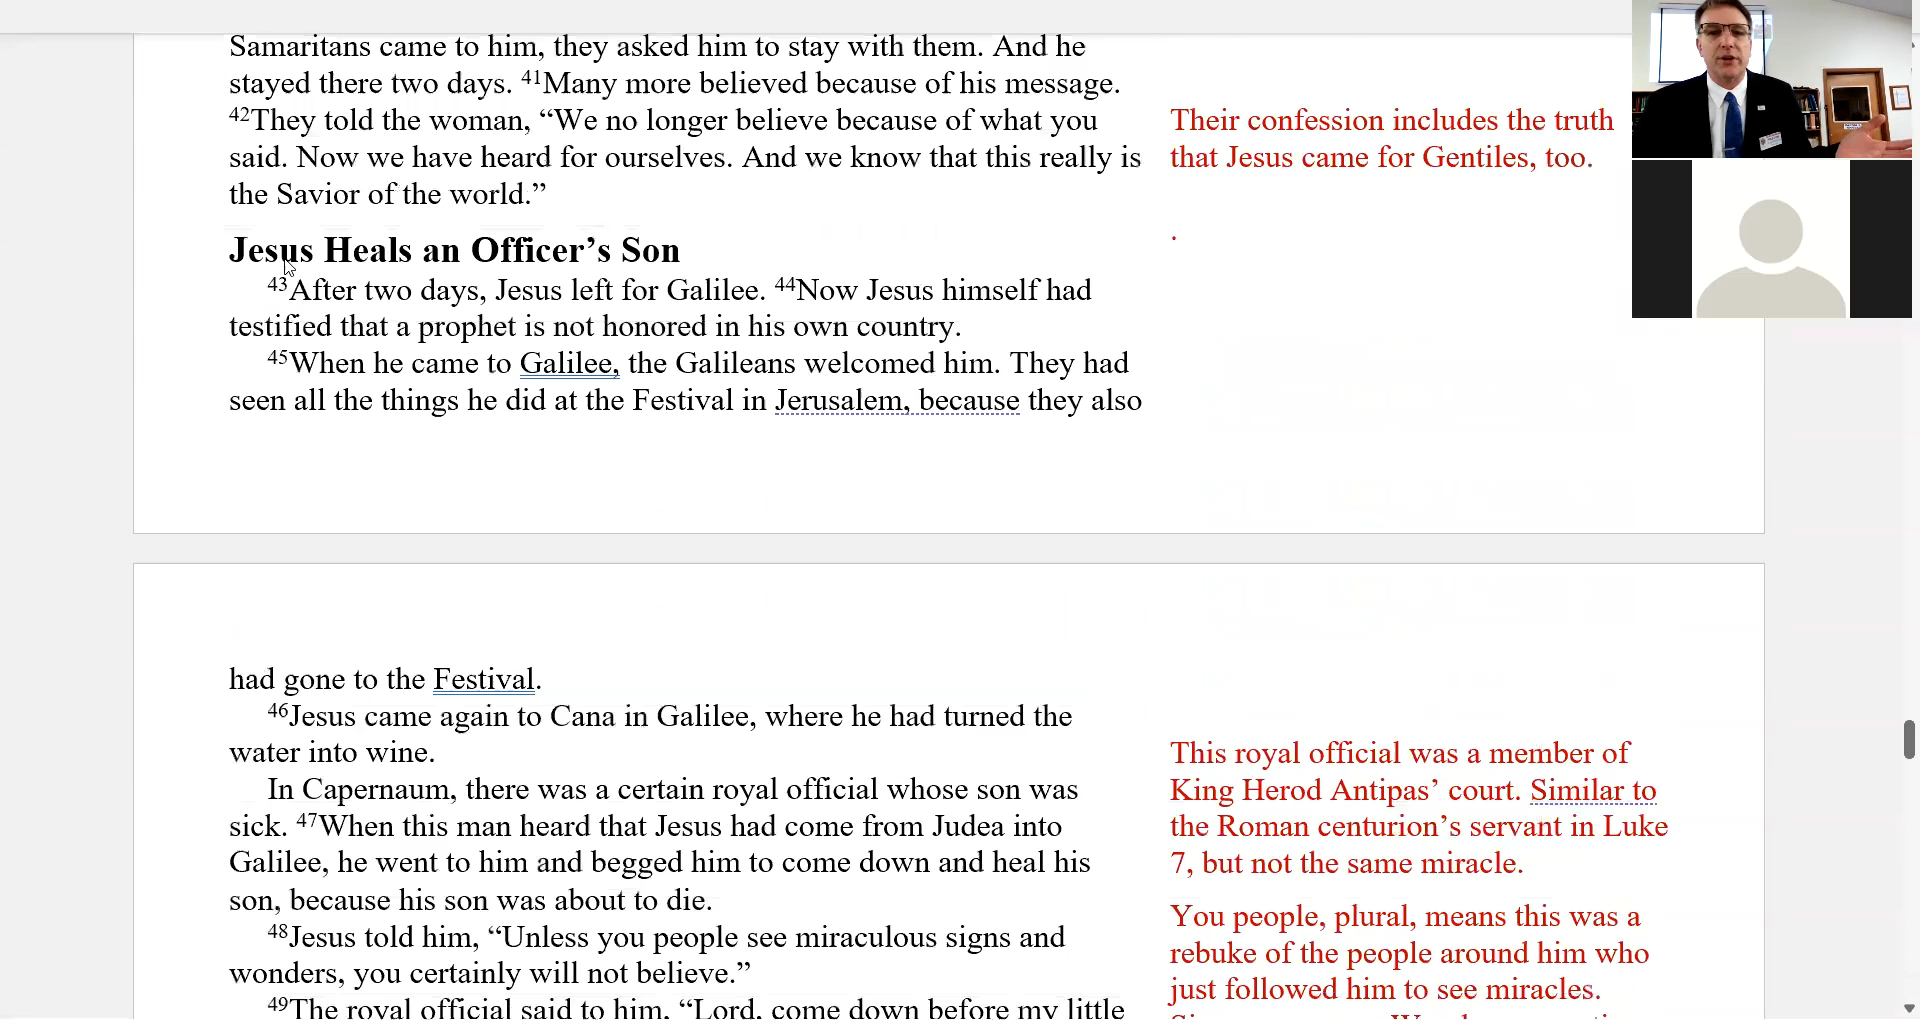 Samaritans came to him, they asked him to stay with them. And he
stayed there two days. ⁴¹Many more believed because of his message.
⁴²They told the woman, “We no longer believe because of what you
said. Now we have heard for ourselves. And we know that this really is
the Savior of the world.”
Their confession includes the truth
that Jesus came for Gentiles, too.
.
Jesus Heals an Officer’s Son
⁴³After two days, Jesus left for Galilee. ⁴⁴Now Jesus himself had
testified that a prophet is not honored in his own country.
⁴⁵When he came to Galilee, the Galileans welcomed him. They had
seen all the things he did at the Festival in Jerusalem, because they also
had gone to the Festival.
⁴⁶Jesus came again to Cana in Galilee, where he had turned the
water into wine.
In Capernaum, there was a certain royal official whose son was
sick. ⁴⁷When this man heard that Jesus had come from Judea into
Galilee, he went to him and begged him to come down and heal his
son, because his son was about to die.
⁴⁸Jesus told him, “Unless you people see miraculous signs and
wonders, you certainly will not believe.”
⁴⁹The royal official said to him, “Lord, come down before my little
This royal official was a member of
King Herod Antipas’ court. Similar to
the Roman centurion’s servant in Luke
7, but not the same miracle.
You people, plural, means this was a
rebuke of the people around him who
just followed him to see miracles.